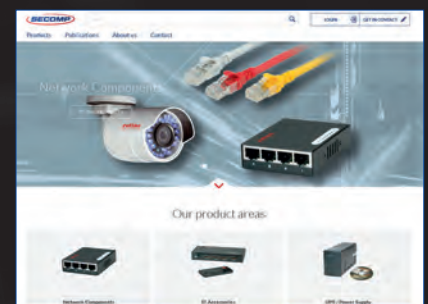 SECOMP
LOGIN
GET IN CONTACT
Products Publications About us Contact
Network Components
Our product areas:
Network Components
IT Accessories
UPS / Power Supply